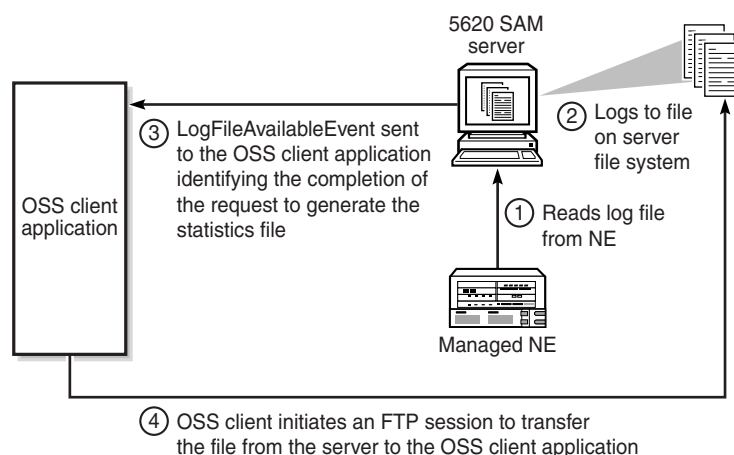 5620 SAM
server
② Logs to file
on server
file system
③ LogFileAvailableEvent sent
to the OSS client application
identifying the completion of
the request to generate the
statistics file
OSS client
application
① Reads log file
from NE
Managed NE
④ OSS client initiates an FTP session to transfer
the file from the server to the OSS client application